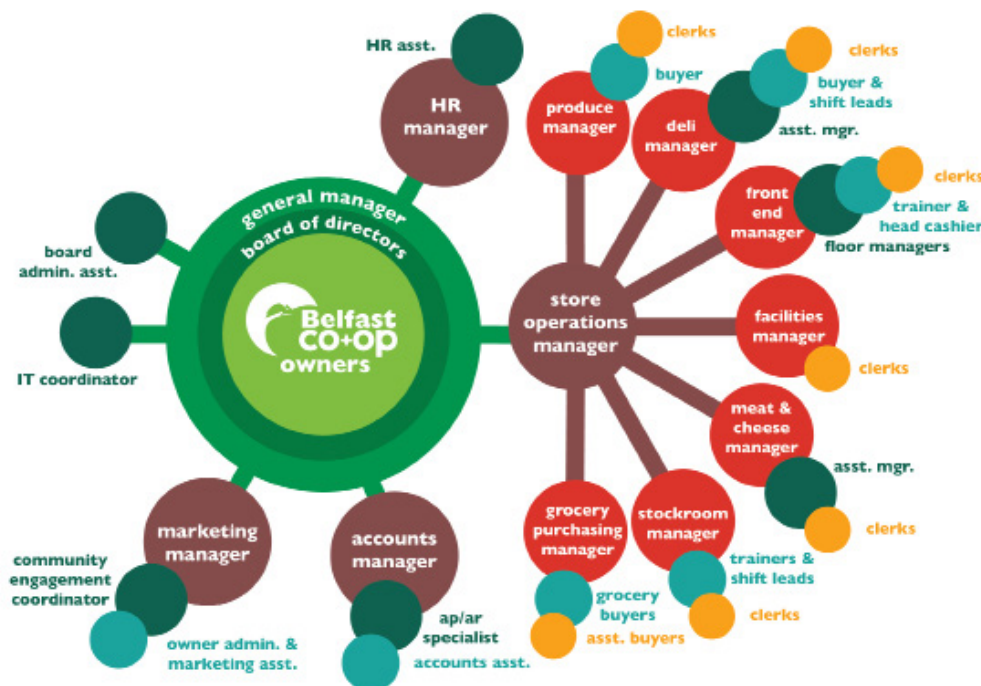 HR asst.
HR
manager
clerks
buyer
produce
manager
clerks
buyer &
shift leads
asst. mgr.
deli
manager
clerks
trainer &
head cashier
floor managers
front
end
manager
general manager
board of directors
Belfast
co+op
owners
board
admin. asst.
IT coordinator
store
operations
manager
facilities
manager
clerks
meat &
cheese
manager
asst. mgr.
clerks
stockroom
manager
trainers &
shift leads
clerks
grocery
purchasing
manager
grocery
buyers
asst. buyers
accounts
manager
ap/ar
specialist
accounts asst.
marketing
manager
community
engagement
coordinator
owner admin. &
marketing asst.